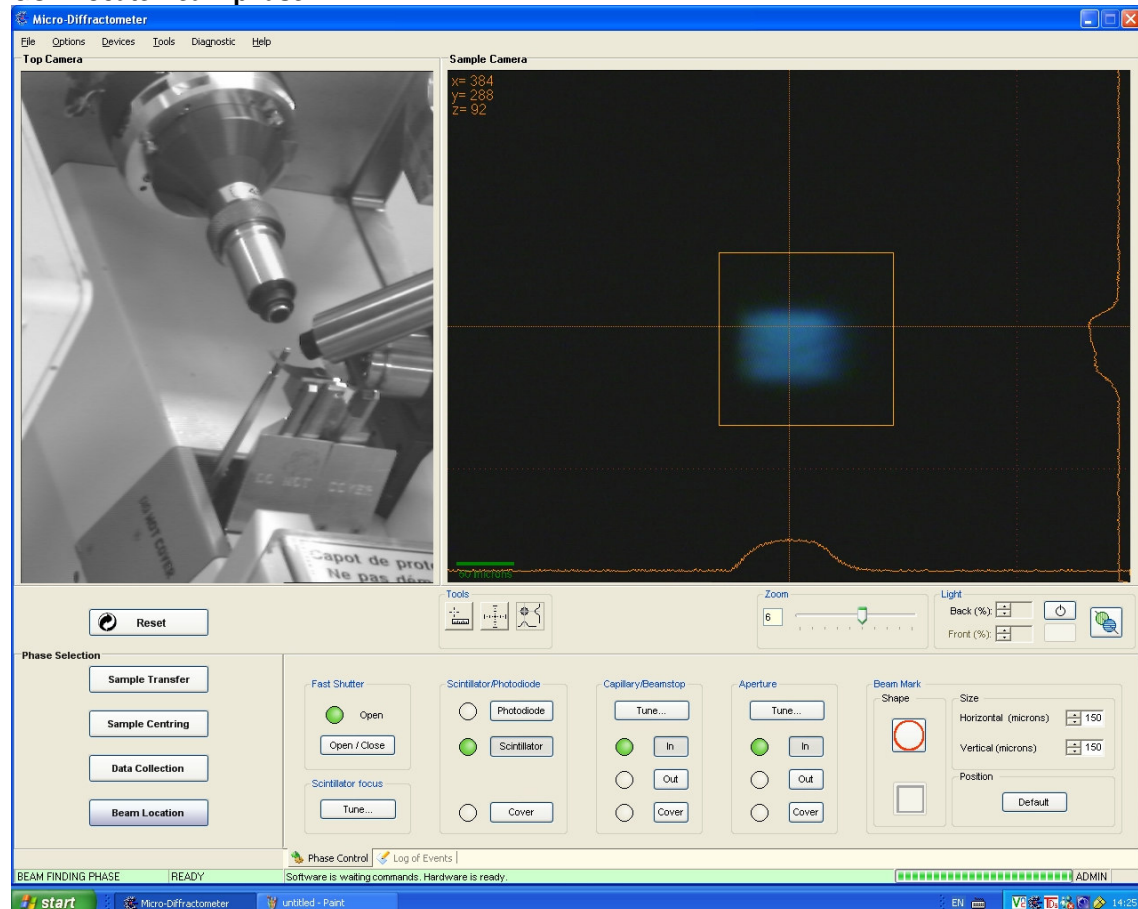 Micro-Diffractometer
File Options Devices Tools Diagnostic Help
Top Camera
Sample Camera
x= 384
y= 288
z= 92
DO NOT COVER
DO NOT COVER
Capot de prot
Ne pas dém
50 microns
Tools
Zoom
6
Light
Back (%):
Front (%):
Reset
Phase Selection
Sample Transfer
Sample Centring
Data Collection
Beam Location
Fast Shutter
Open
Open / Close
Scintillator focus
Tune...
Scintillator/Photodiode
Photodiode
Scintillator
Cover
Capillary/Beamstop
Tune...
In
Out
Cover
Aperture
Tune...
In
Out
Cover
Beam Mark
Shape
Size
Horizontal (microns) 150
Vertical (microns) 150
Position
Default
Phase Control Log of Events
BEAM FINDING PHASE READY Software is waiting commands. Hardware is ready. ADMIN
start Micro-Diffractometer untitled - Paint EN 14:25